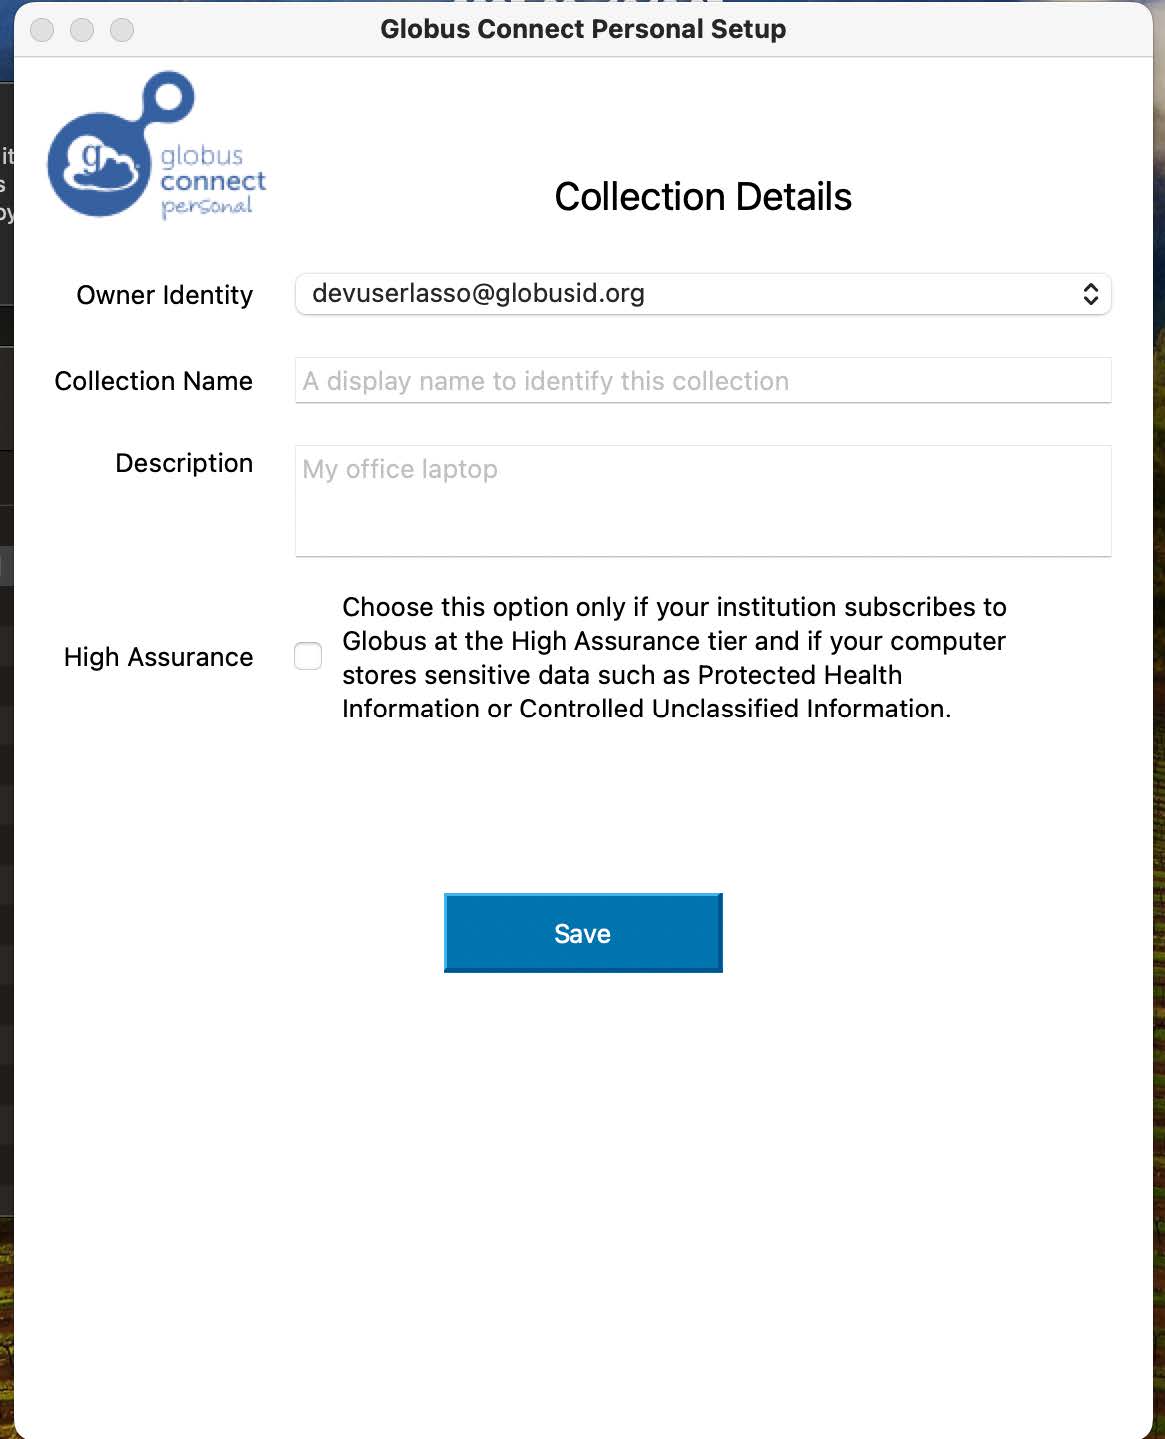 Globus Connect Personal Setup
g
globus
connect
personal
Collection Details
Owner Identity
devuserlasso@globusid.org
Collection Name
A display name to identify this collection
Description
My office laptop
High Assurance
Choose this option only if your institution subscribes to
Globus at the High Assurance tier and if your computer
stores sensitive data such as Protected Health
Information or Controlled Unclassified Information.
Save